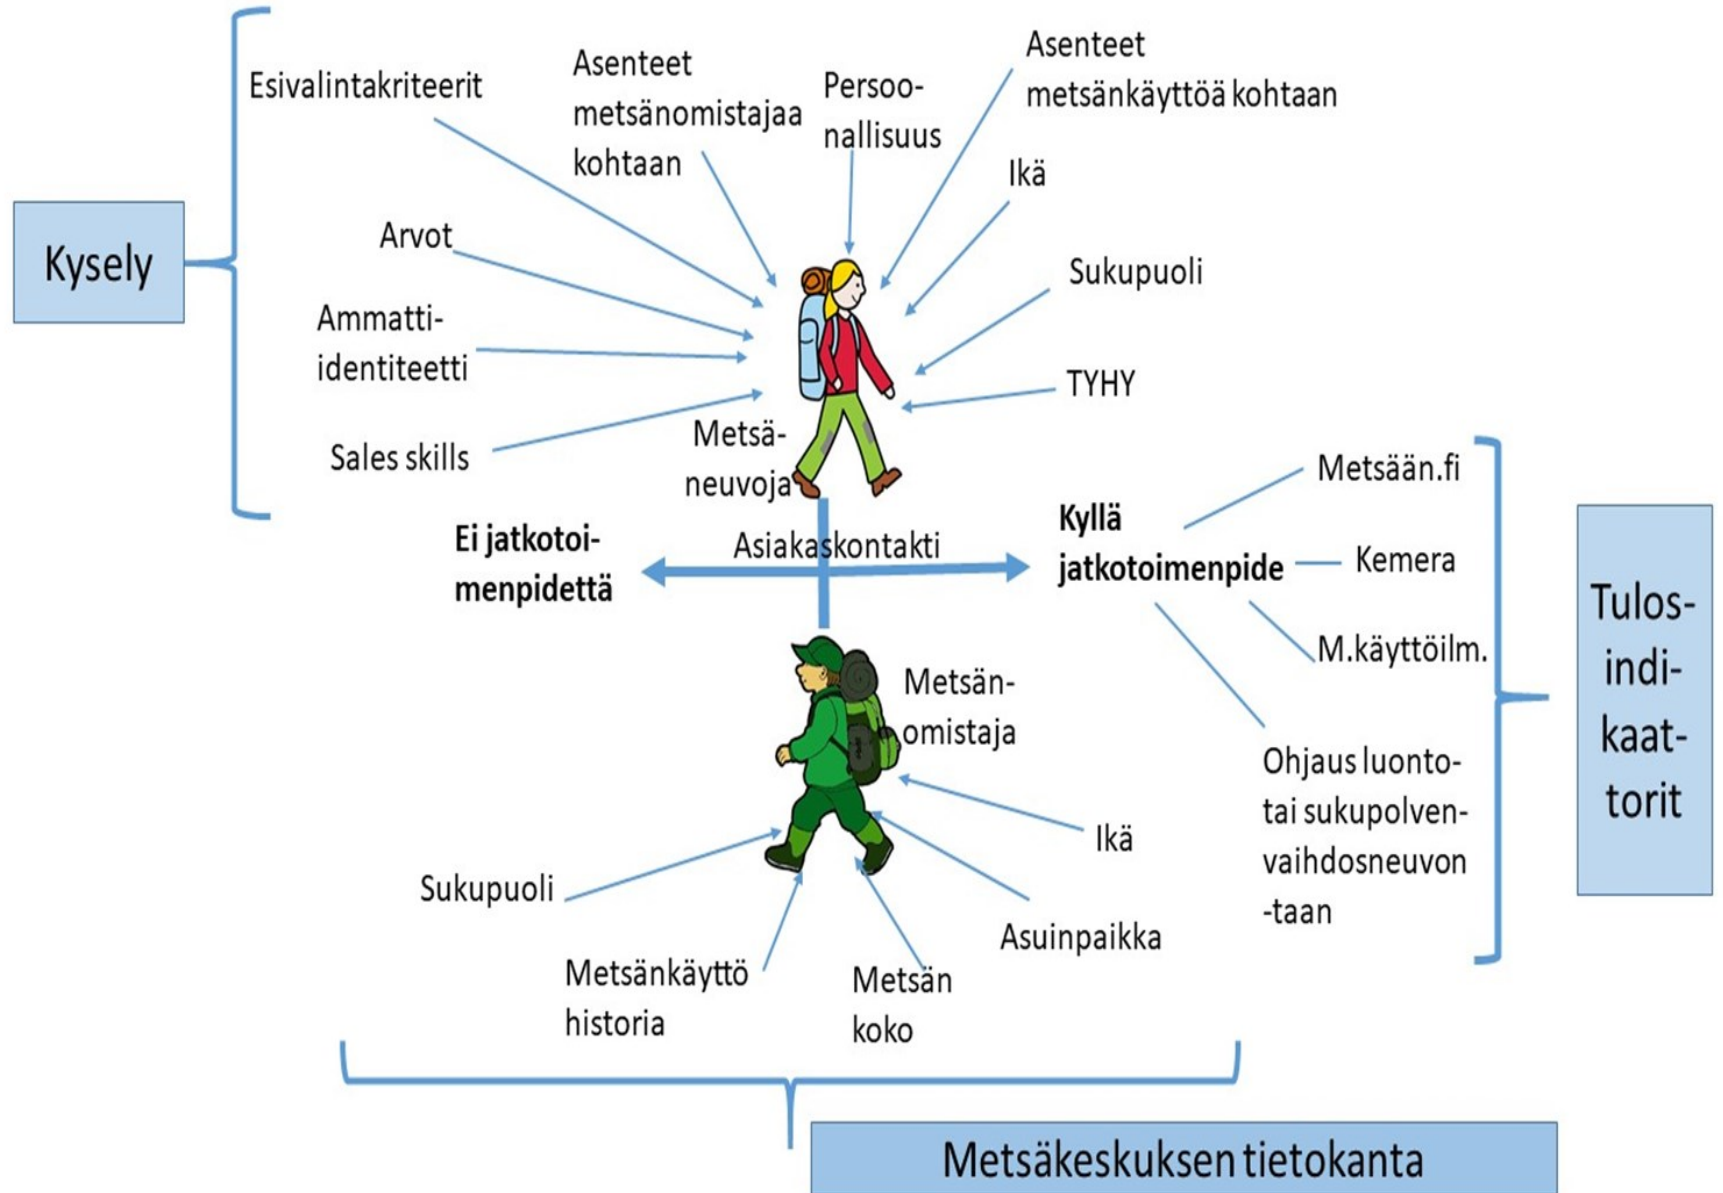 Esivalintakriteerit
Asenteet
metsänomistajaa
kohtaan
Persoo-
nallisuus
Asenteet
metsänkäyttöä kohtaan
Ikä
Kysely
Arvot
Sukupuoli
Ammatti-
identiteetti
TYHY
Sales skills
Metsä-
neuvoja
Ei jatkotoi-
menpidettä
Asiakaskontakti
Kyllä
jatkotoimenpide
Metsään.fi
Kemera
M.käyttöilm.
Ohjaus luonto-
tai sukupolven-
vaihdosneuvon
-taan
Tulos-
indi-
kaat-
torit
Metsän-
omistaja
Ikä
Sukupuoli
Asuinpaikka
Metsänkäyttö
historia
Metsän
koko
Metsäkeskuksen tietokanta